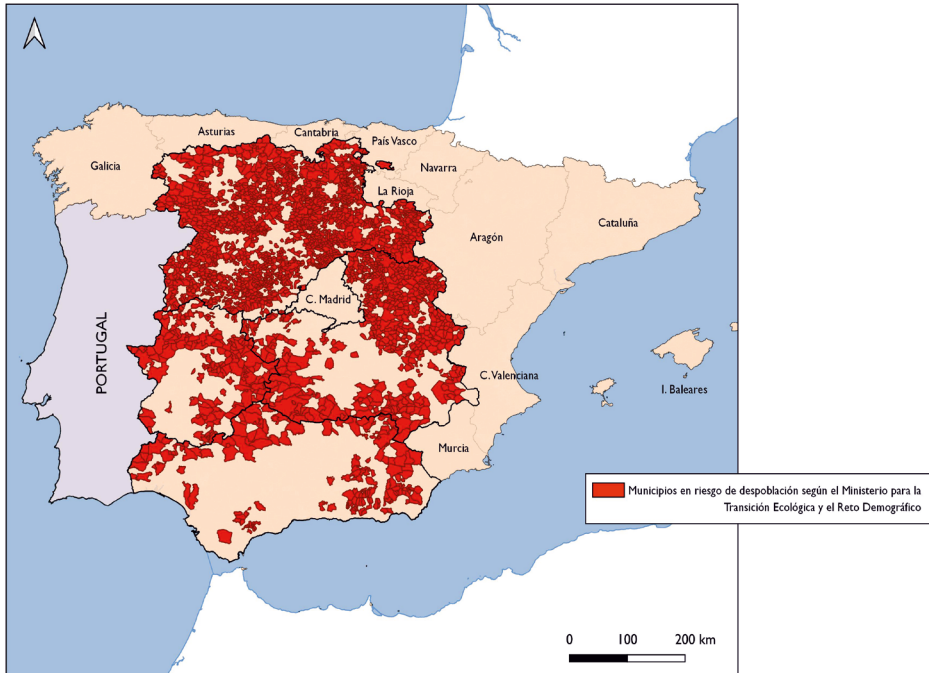 Asturias
Cantabria
País Vasco
Galicia
Navarra
La Rioja
Aragón
Cataluña
C. Madrid
PORTUGAL
C. Valenciana
I. Baleares
Murcia
Municipios en riesgo de despoblación según el Ministerio para la
Transición Ecológica y el Reto Demográfico
0 100 200 km